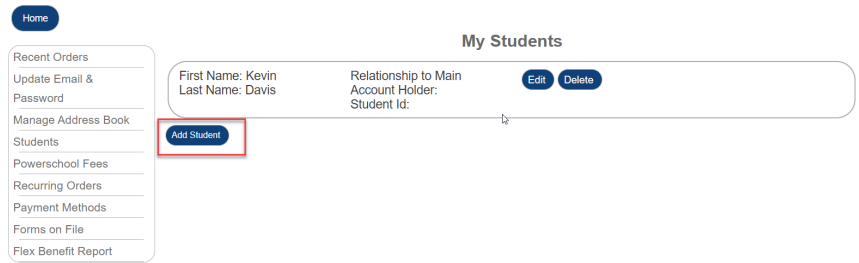 Home
My Students
Recent Orders
Update Email &
Password
Manage Address Book
Students
Powerschool Fees
Recurring Orders
Payment Methods
Forms on File
Flex Benefit Report
First Name: Kevin
Last Name: Davis
Relationship to Main
Account Holder:
Student Id:
Edit
Delete
Add Student